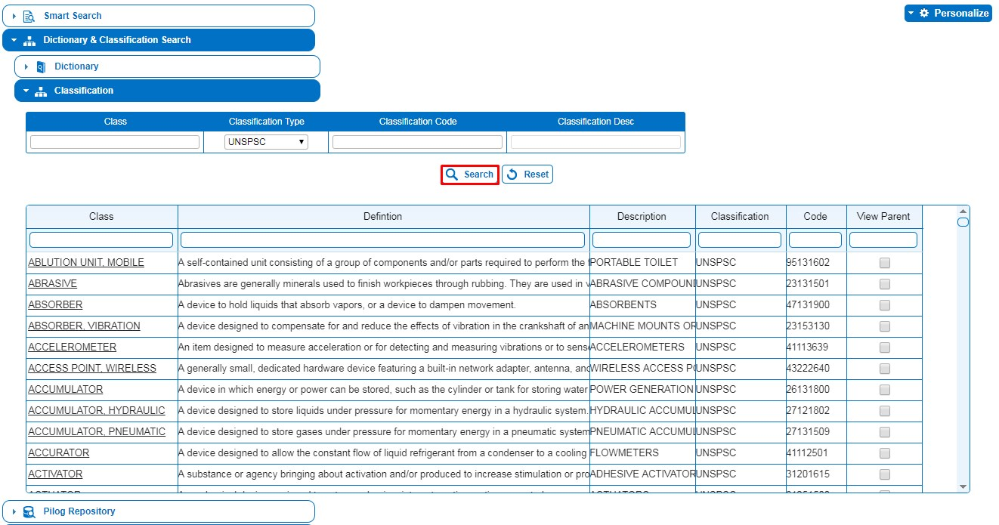 Smart Search
Personalize
Dictionary & Classification Search
Dictionary
Classification
Class Classification Type Classification Code Classification Desc
UNSPSC
Search Reset
Class Defintion Description Classification Code View Parent
ABLUTION UNIT, MOBILE A self-contained unit consisting of a group of components and/or parts required to perform the PORTABLE TOILET UNSPSC 95131602
ABRASIVE Abrasives are generally minerals used to finish workpieces through rubbing. They are used in ABRASIVE UNSPSC 23131501
ABSORBER A device to hold liquids that absorb vapors, or a device to dampen movement. ABSORBENTS UNSPSC 47131900
ABSORBER, VIBRATION A device designed to compensate for and reduce the effects of vibration in the crankshaft of an MACHINE MOUNTS OR UNSPSC 23153130
ACCELEROMETER An item designed to measure acceleration or for detecting and measuring vibrations or to ACCELEROMETERS UNSPSC 41113639
ACCESS POINT, WIRELESS A generally small, dedicated hardware device featuring a built-in network adapter, antenna, and WIRELESS ACCESS UNSPSC 43222640
ACCUMULATOR A device in which energy or power can be stored, such as the cylinder or tank for storing water POWER GENERATION UNSPSC 26131800
ACCUMULATOR, HYDRAULIC A device designed to store liquids under pressure for momentary energy in a hydraulic system. HYDRAULIC UNSPSC 27121802
ACCUMULATOR, PNEUMATIC A device designed to store gases under pressure for momentary energy in a pneumatic system PNEUMATIC UNSPSC 27131509
ACCURATOR A device designed to allow the constant flow of liquid refrigerant from a condenser to a cooling FLOWMETERS UNSPSC 41112501
ACTIVATOR A substance or agency bringing about activation and/or produced to increase stimulation or ADHESIVE ACTIVATOR UNSPSC 31201615
Pilog Repository